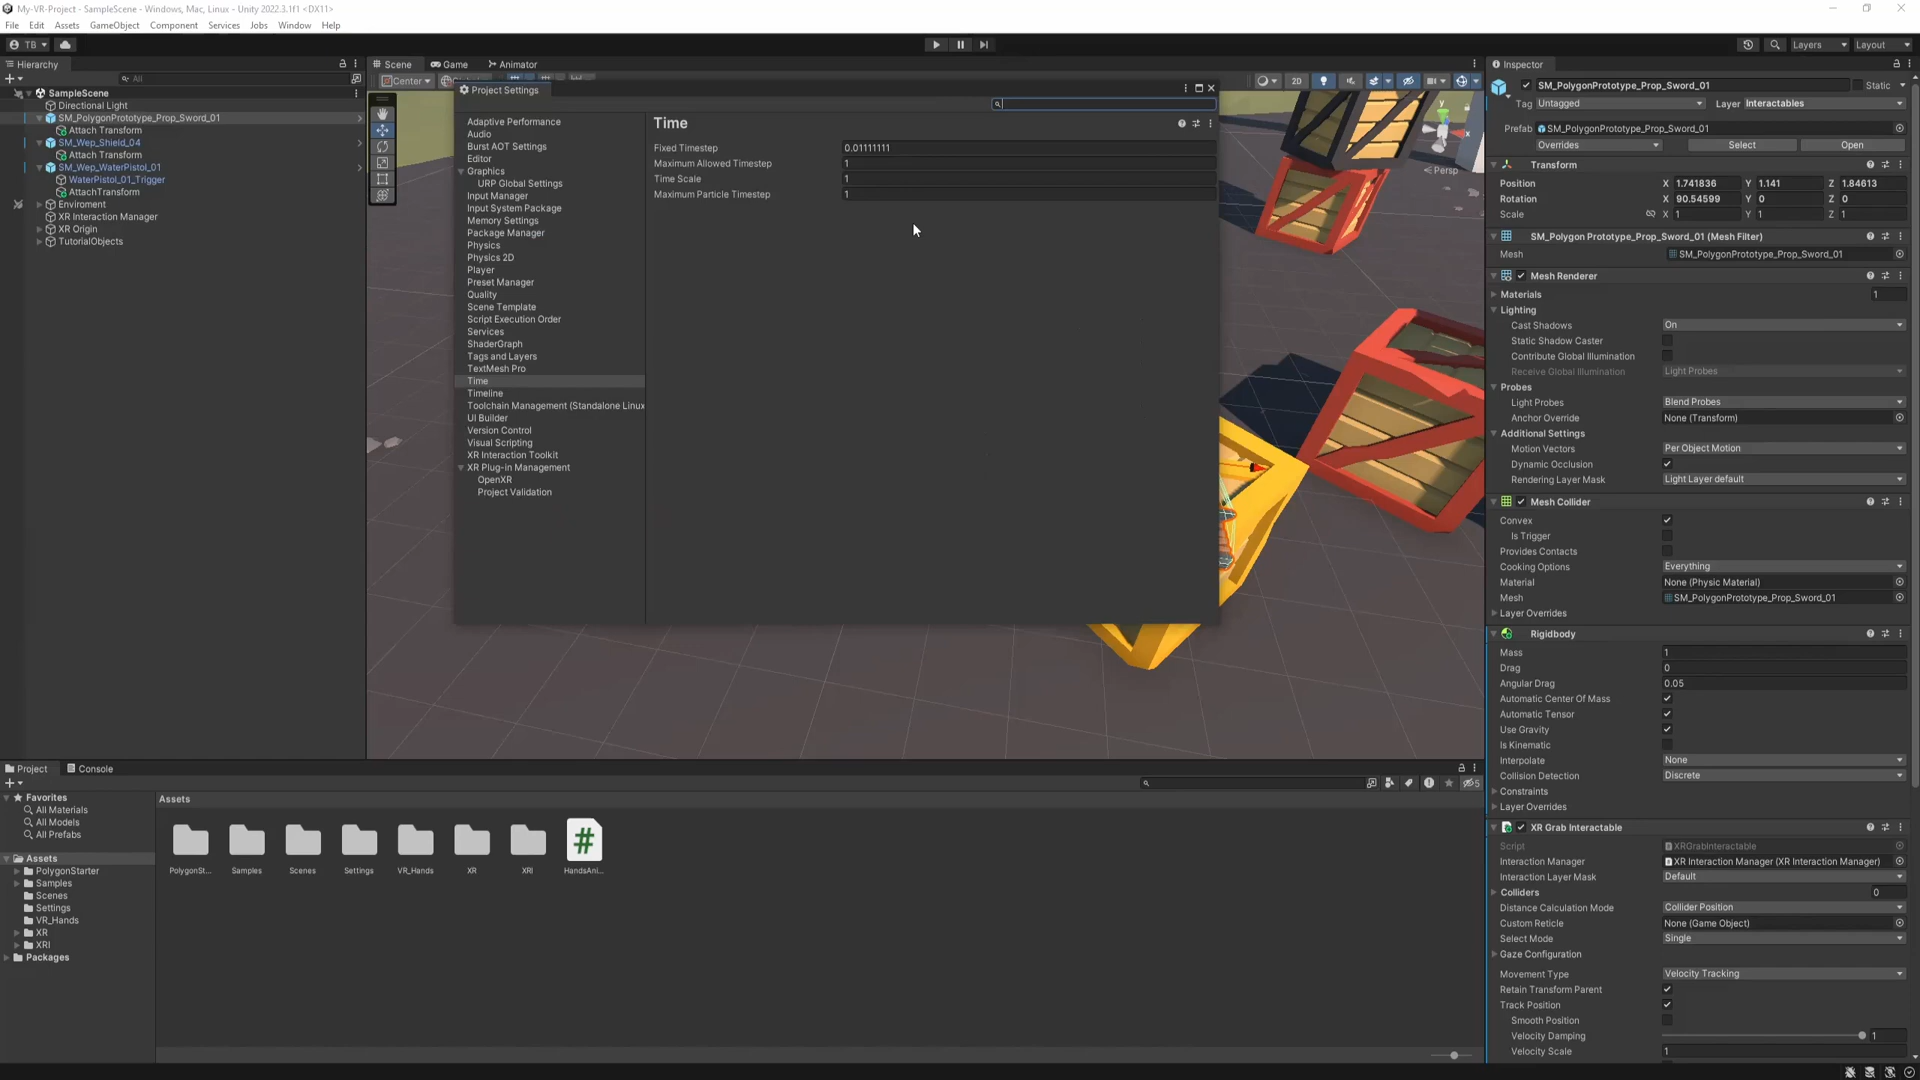 My-VR-Project - SampleScene - Windows, Mac, Linux - Unity 2022.3.1f1 <DX11>
File Edit Assets GameObject Component Services Jobs Window Help
TB
Layers Layout
Hierarchy
All
SampleScene
Directional Light
SM_PolygonPrototype_Prop_Sword_01
Attach Transform
SM_Wep_Shield_04
Attach Transform
SM_Wep_WaterPistol_01
WaterPistol_01_Trigger
AttachTransform
Enviroment
XR Interaction Manager
XR Origin
TutorialObjects
Scene Game Animator
Center
2D
y
Persp
Project Settings
Adaptive Performance
Audio
Burst AOT Settings
Editor
Graphics
URP Global Settings
Input Manager
Input System Package
Memory Settings
Package Manager
Physics
Physics 2D
Player
Preset Manager
Quality
Scene Template
Script Execution Order
Services
ShaderGraph
Tags and Layers
TextMesh Pro
Time
Timeline
Toolchain Management (Standalone Linux
UI Builder
Version Control
Visual Scripting
XR Interaction Toolkit
XR Plug-in Management
OpenXR
Project Validation
Time
Fixed Timestep 0.01111111
Maximum Allowed Timestep 1
Time Scale 1
Maximum Particle Timestep 1
Inspector
SM_PolygonPrototype_Prop_Sword_01 Static
Tag Untagged Layer Interactables
Prefab SM_PolygonPrototype_Prop_Sword_01
Overrides Select Open
Transform
Position X 1.741836 Y 1.141 Z 1.84613
Rotation X 90.54599 Y 0 Z 0
Scale X 1 Y 1 Z 1
SM_Polygon Prototype_Prop_Sword_01 (Mesh Filter)
Mesh SM_PolygonPrototype_Prop_Sword_01
Mesh Renderer
Materials 1
Lighting
Cast Shadows On
Static Shadow Caster
Contribute Global Illumination
Receive Global Illumination Light Probes
Probes
Light Probes Blend Probes
Anchor Override None (Transform)
Additional Settings
Motion Vectors Per Object Motion
Dynamic Occlusion
Rendering Layer Mask Light Layer default
Mesh Collider
Convex
Is Trigger
Provides Contacts
Cooking Options Everything
Material None (Physic Material)
Mesh SM_PolygonPrototype_Prop_Sword_01
Layer Overrides
Rigidbody
Mass 1
Drag 0
Angular Drag 0.05
Automatic Center Of Mass
Automatic Tensor
Use Gravity
Is Kinematic
Interpolate None
Collision Detection Discrete
Constraints
Layer Overrides
XR Grab Interactable
Script XRGrabInteractable
Interaction Manager XR Interaction Manager (XR Interaction Manager)
Interaction Layer Mask Default
Colliders 0
Distance Calculation Mode Collider Position
Custom Reticle None (Game Object)
Select Mode Single
Gaze Configuration
Movement Type Velocity Tracking
Retain Transform Parent
Track Position
Smooth Position
Velocity Damping 1
Velocity Scale 1
Project Console
5
Favorites
All Materials
All Models
All Prefabs
Assets
PolygonStarter
Samples
Scenes
Settings
VR_Hands
XR
XRI
Packages
Assets
PolygonSt... Samples Scenes Settings VR_Hands XR XRI HandsAni...